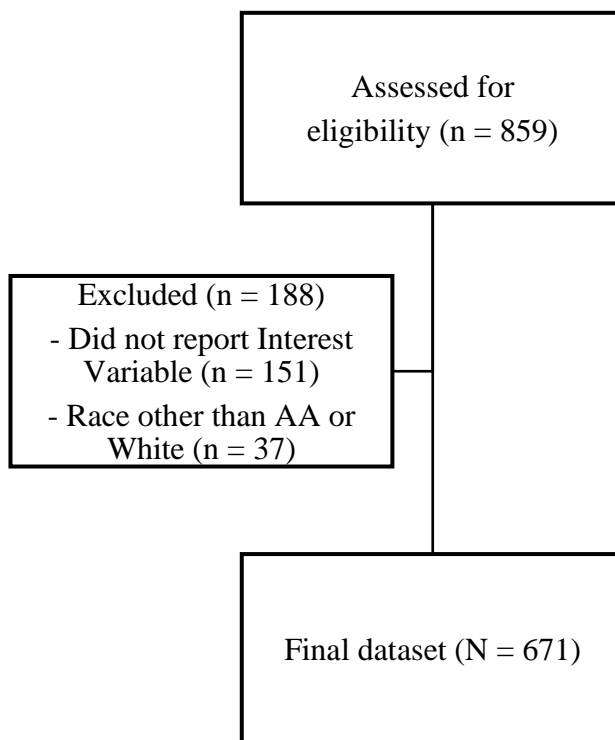 Assessed for
eligibility (n = 859)
Excluded (n = 188)
- Did not report Interest
Variable (n = 151)
- Race other than AA or
White (n = 37)
Final dataset (N = 671)